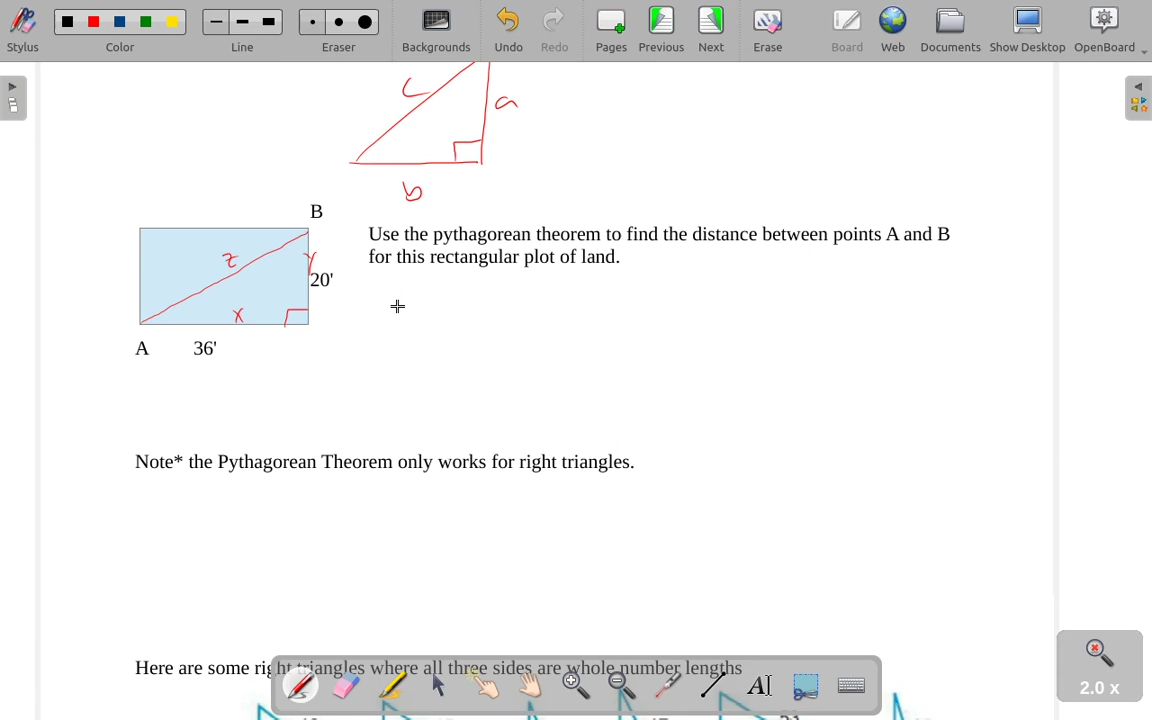 Stylus
Color
Line
Eraser
Backgrounds
Undo
Redo
Pages
Previous
Next
Erase
Board
Web
Documents
Show Desktop
OpenBoard
c
a
b
B
Use the pythagorean theorem to find the distance between points A and B
for this rectangular plot of land.
z
y
20'
x
A 36'
Note* the Pythagorean Theorem only works for right triangles.
Here are some right triangles where all three sides are whole number lengths
2.0 x